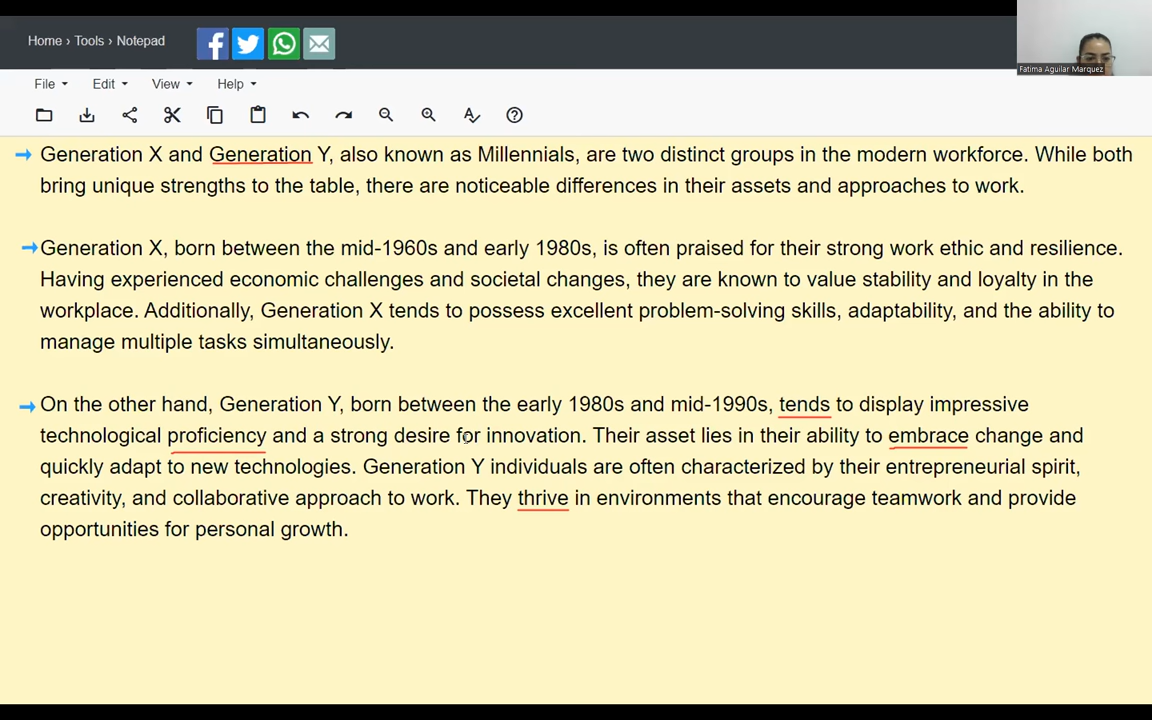 Home › Tools › Notepad
Fatima Aguilar Marquez
File Edit View Help
Generation X and Generation Y, also known as Millennials, are two distinct groups in the modern workforce. While both
bring unique strengths to the table, there are noticeable differences in their assets and approaches to work.
Generation X, born between the mid-1960s and early 1980s, is often praised for their strong work ethic and resilience.
Having experienced economic challenges and societal changes, they are known to value stability and loyalty in the
workplace. Additionally, Generation X tends to possess excellent problem-solving skills, adaptability, and the ability to
manage multiple tasks simultaneously.
On the other hand, Generation Y, born between the early 1980s and mid-1990s, tends to display impressive
technological proficiency and a strong desire for innovation. Their asset lies in their ability to embrace change and
quickly adapt to new technologies. Generation Y individuals are often characterized by their entrepreneurial spirit,
creativity, and collaborative approach to work. They thrive in environments that encourage teamwork and provide
opportunities for personal growth.